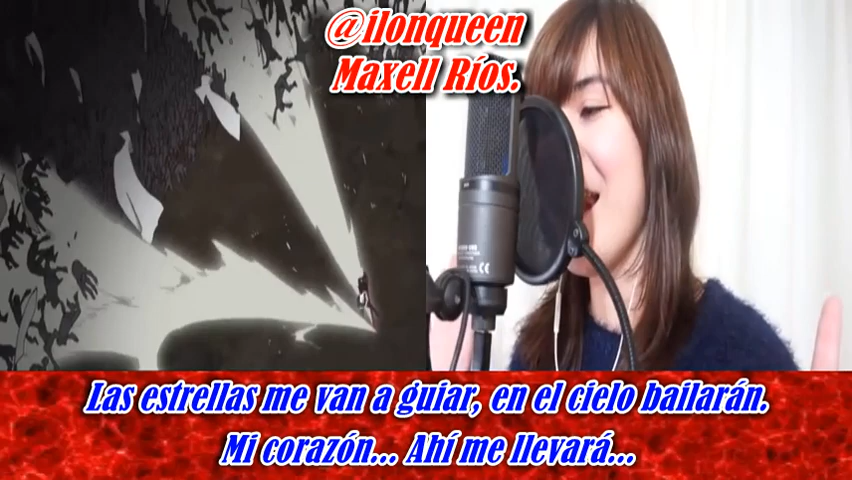 @ilonqueen
Maxell Ríos.
Las estrellas me van a guiar, en el cielo bailarán.
Mi corazón... Ahí me llevará...